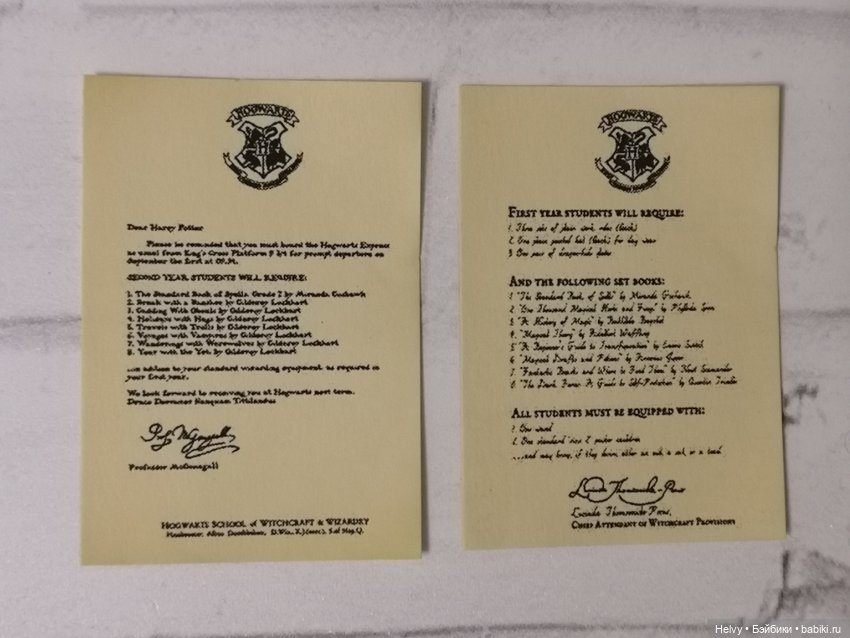 HOGWARTS
Dear Harry Potter
Please be reminded that you must board the Hogwarts Express
as usual from King's Cross Platform 9 3/4 for prompt departure on
September the first at
SECOND YEAR STUDENTS WILL REQUIRE:
1. The Standard Book of Spells, Grade 2 by Miranda Goshawk
2. Break with a Banshee by Gilderoy Lockhart
3. Gadding With Ghouls by Gilderoy Lockhart
4. Holidays with Hags by Gilderoy Lockhart
5. Travels with Trolls by Gilderoy Lockhart
6. Voyages with Vampires by Gilderoy Lockhart
7. Wanderings with Werewolves by Gilderoy Lockhart
8. Year with the Yeti by Gilderoy Lockhart
...in addition to your standard wizarding equipment as required in
your first year.
We look forward to receiving you at Hogwarts next term.
Draco Dormiens Nunquam Titillandus
Prof McGonagall
Professor McGonagall
HOGWARTS SCHOOL of WITCHCRAFT & WIZARDRY
Headmaster:
HOGWARTS
FIRST YEAR STUDENTS WILL REQUIRE:
1. Three sets of plain work robes (black)
2. One plain pointed hat (black) for day wear
3. One pair of dragon-hide gloves
AND THE FOLLOWING SET BOOKS:
1. "The Standard Book of Spells" by Miranda Goshawk
2. "One Thousand Magical Herbs and Fungi" by Phyllida Spore
3. "A History of Magic" by Bathilda Bagshot
4. "Magical Theory" by Adalbert Waffling
5. "A Beginner's Guide to Transfiguration" by Emeric Switch
6. "Magical Drafts and Potions" by Arsenius
7. "Fantastic Beasts and Where to Find Them" by Newt Scamander
8. "The Dark Forces: A Guide to Self-Protection" by Quentin Trimble
ALL STUDENTS MUST BE EQUIPPED WITH:
1. One wand
2. One standard size 2 pewter cauldron
...and may bring, if they desire, either an owl, a cat, or a toad.
Lucinda Thomsonicle-Pocus
Lucinda Thomsonicle Pocus,
CHIEF ATTENDANT OF WITCHCRAFT PROVISIONS
Helvy • Бэйбики • babiki.ru